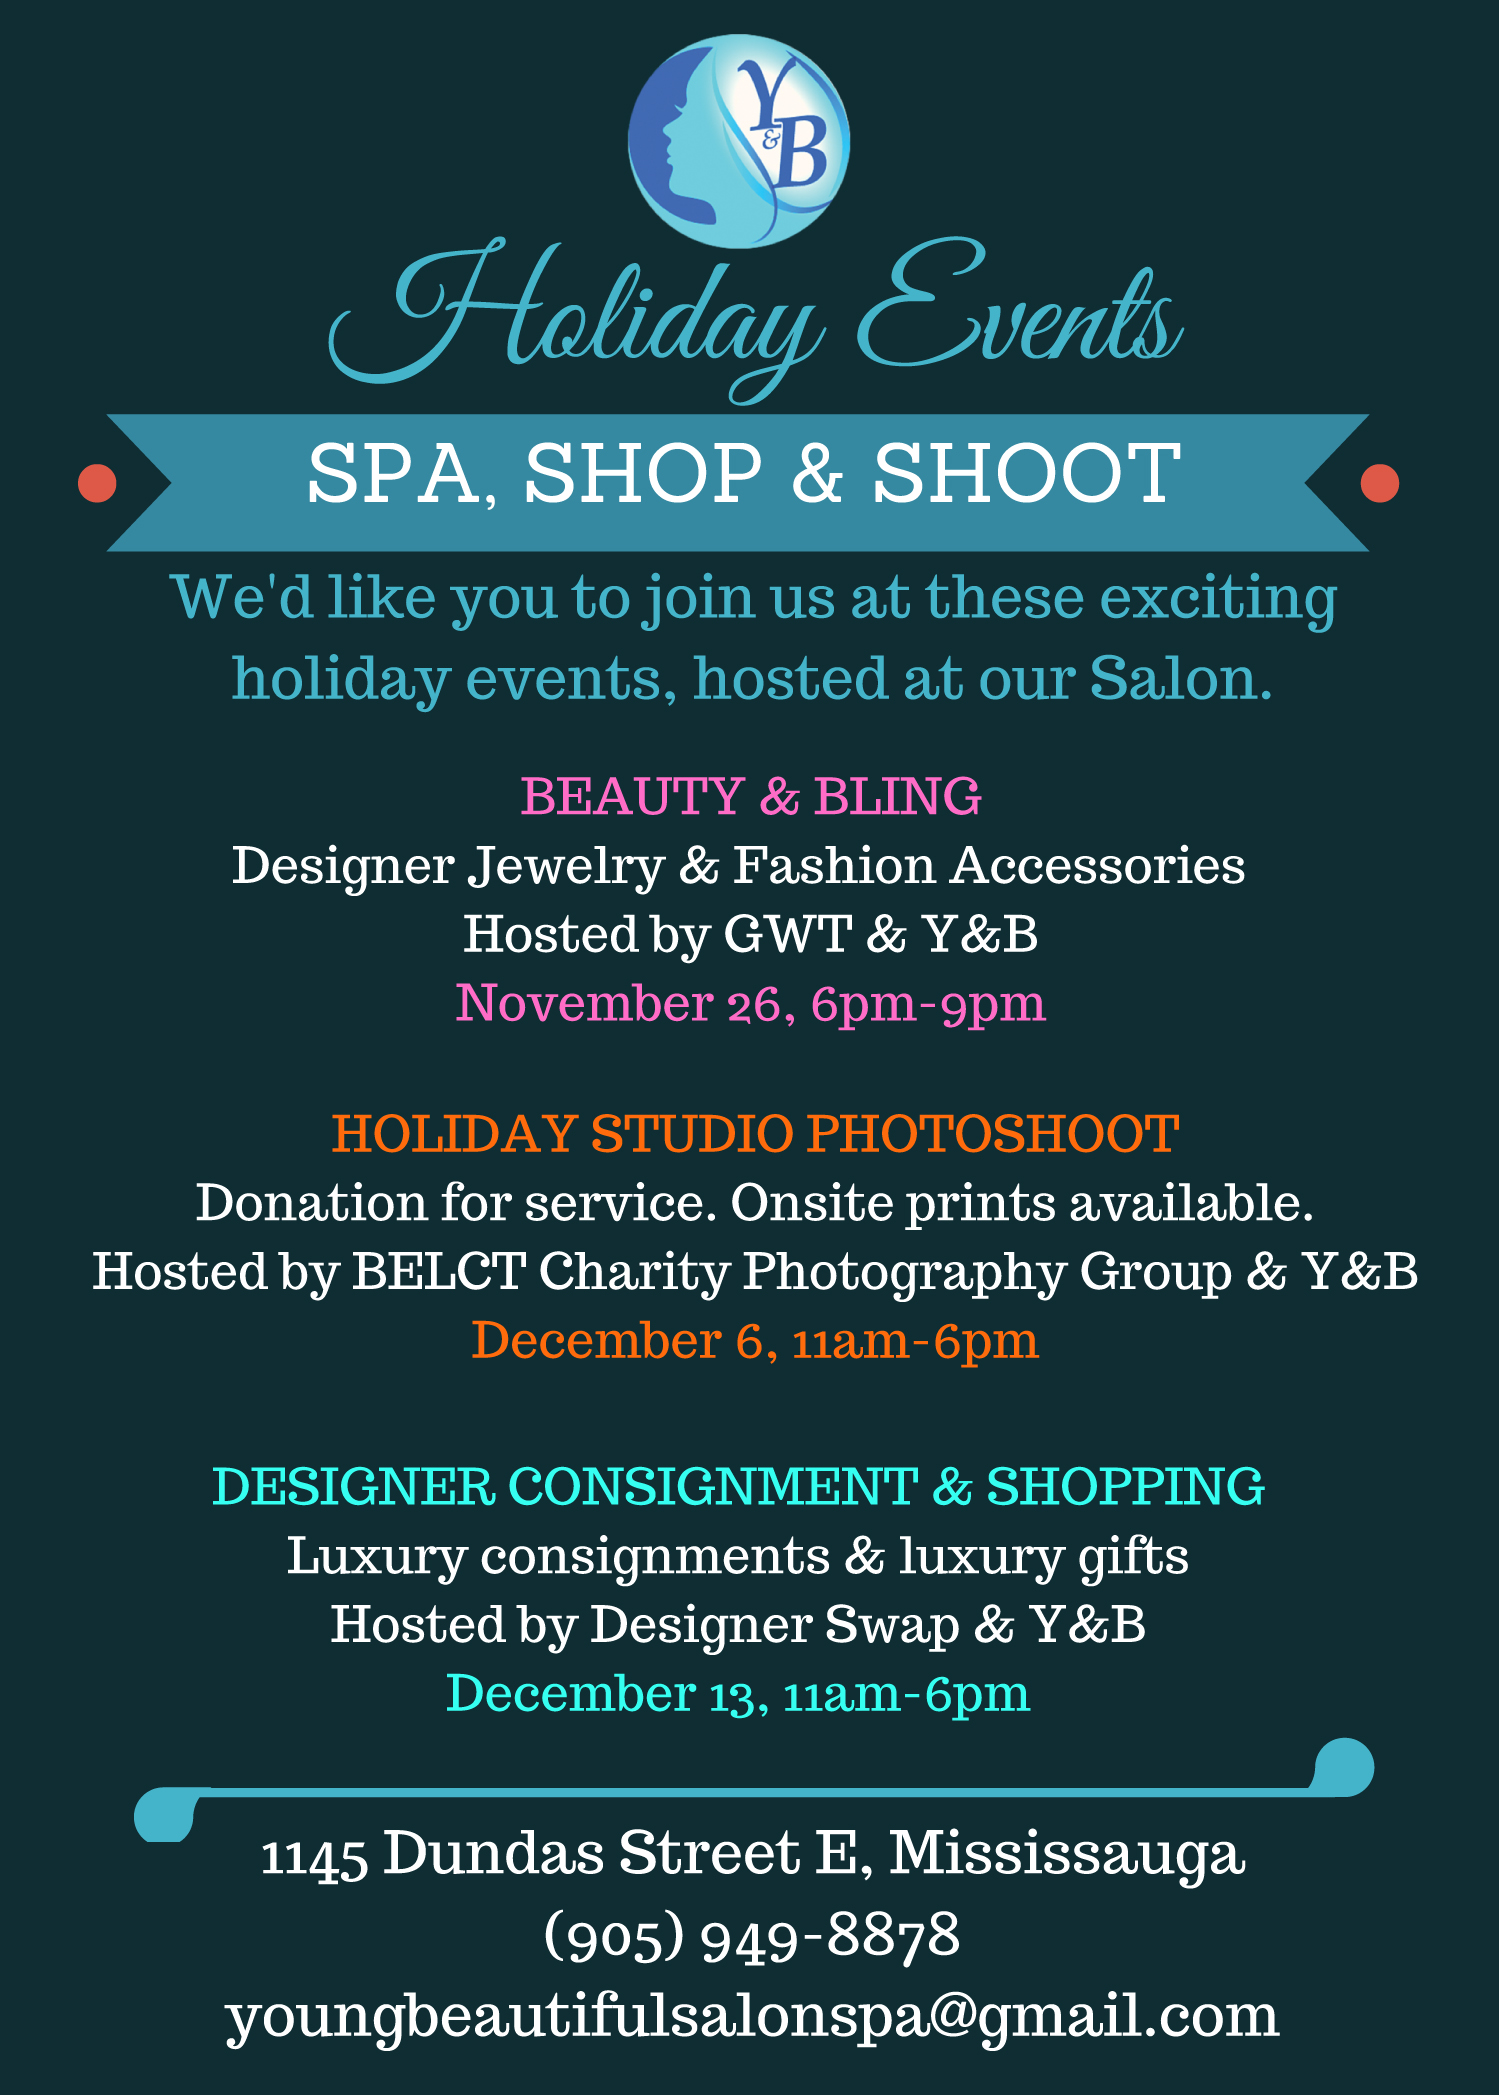 Y&B
Holiday Events
SPA, SHOP & SHOOT
We'd like you to join us at these exciting
holiday events, hosted at our Salon.
BEAUTY & BLING
Designer Jewelry & Fashion Accessories
Hosted by GWT & Y&B
November 26, 6pm-9pm
HOLIDAY STUDIO PHOTOSHOOT
Donation for service. Onsite prints available.
Hosted by BELCT Charity Photography Group & Y&B
December 6, 11am-6pm
DESIGNER CONSIGNMENT & SHOPPING
Luxury consignments & luxury gifts
Hosted by Designer Swap & Y&B
December 13, 11am-6pm
1145 Dundas Street E, Mississauga
(905) 949-8878
youngbeautifulsalonspa@gmail.com